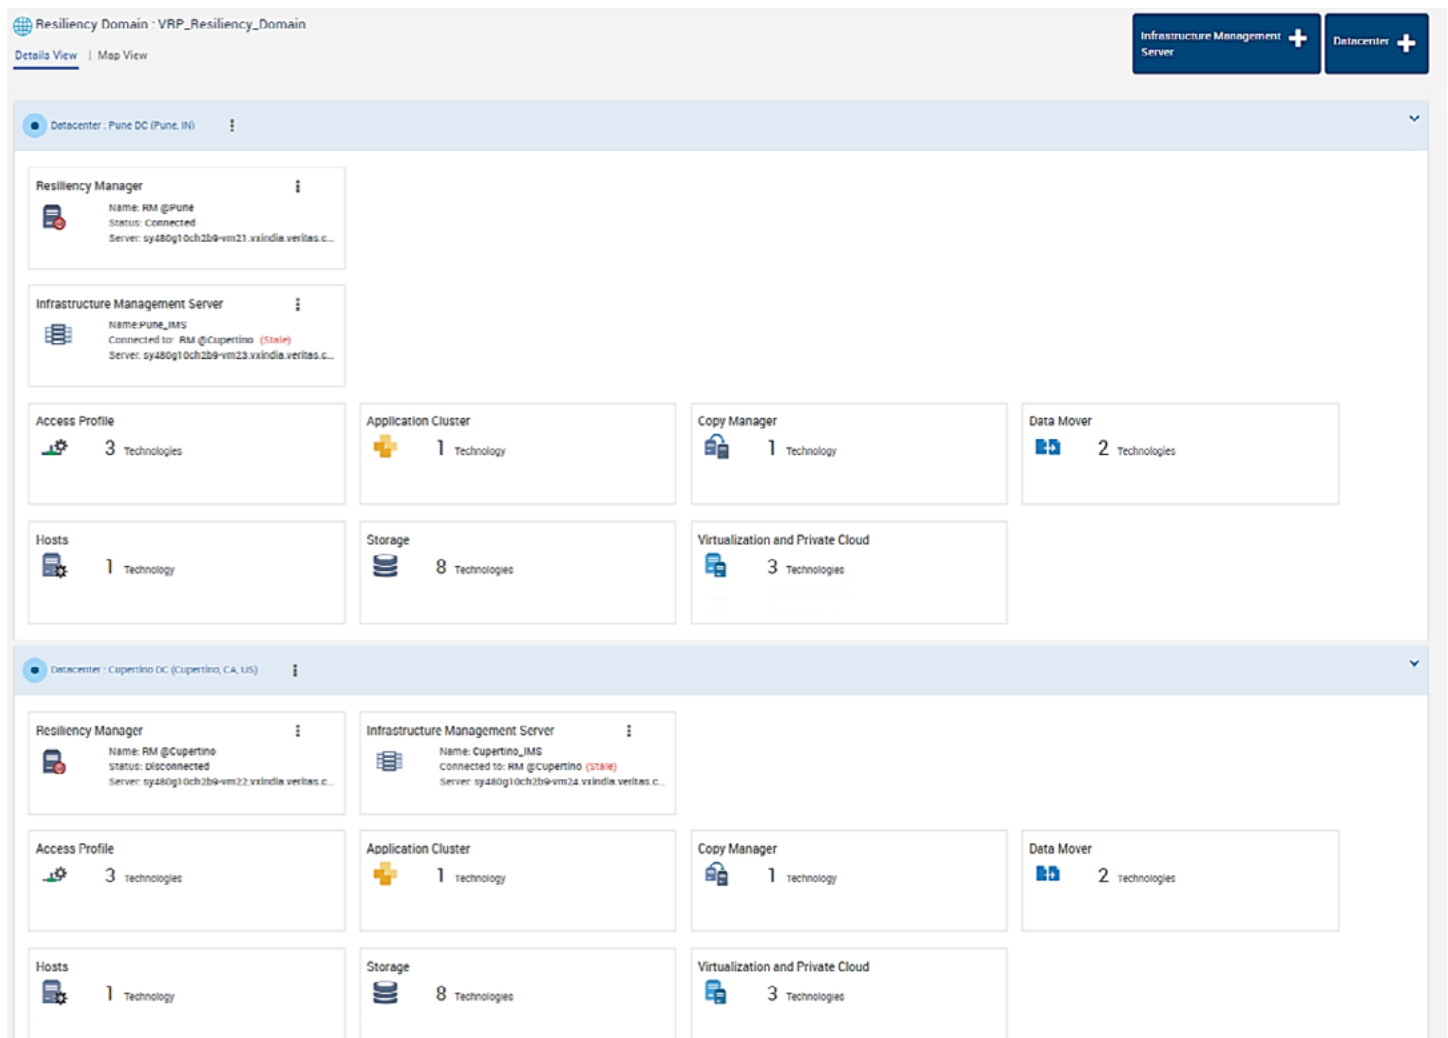 Resiliency Domain : VRP_Resiliency_Domain
Details View | Map View
Infrastructure Management Server
Datacenter
Datacenter : Pune DC (Pune, IN)
Resiliency Manager
Name: RM @Pune
Status: Connected
Server: sy480g10ch2b9-vm21.vxindia.veritas.c...
Infrastructure Management Server
Name:Pune_IMS
Connected to: RM @Cupertino (Stale)
Server: sy480g10ch2b9-vm23.vxindia.veritas.c...
Access Profile
3 Technologies
Application Cluster
1 Technology
Copy Manager
1 Technology
Data Mover
2 Technologies
Hosts
1 Technology
Storage
8 Technologies
Virtualization and Private Cloud
3 Technologies
Datacenter : Cupertino DC (Cupertino, CA, US)
Resiliency Manager
Name: RM @Cupertino
Status: Disconnected
Server: sy480g10ch2b9-vm22.vxindia.veritas.c...
Infrastructure Management Server
Name: Cupertino_IMS
Connected to: RM @Cupertino (Stale)
Server: sy480g10ch2b9-vm24.vxindia.veritas.c...
Access Profile
3 Technologies
Application Cluster
1 Technology
Copy Manager
1 Technology
Data Mover
2 Technologies
Hosts
1 Technology
Storage
8 Technologies
Virtualization and Private Cloud
3 Technologies